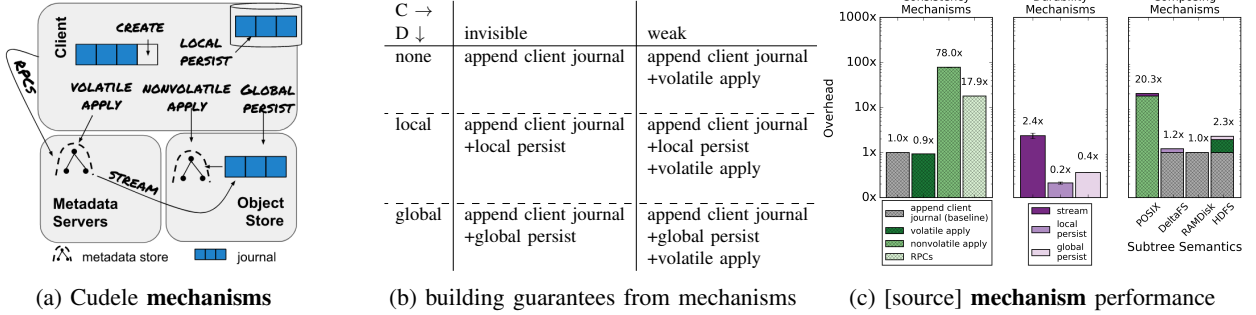 Client
CREATE
LOCAL
PERSIST
RPCs
VOLATILE
APPLY
NONVOLATILE
APPLY
GLOBAL
PERSIST
STREAM
Metadata
Servers
Object
Store
metadata store
journal
(a) Cudele mechanisms
C →
D ↓ invisible weak
none append client journal append client journal
+volatile apply
local append client journal append client journal
+local persist +local persist
+volatile apply
global append client journal append client journal
+global persist +global persist
+volatile apply
(b) building guarantees from mechanisms
Mechanisms Mechanisms Mechanisms
Overhead
1000x
100x
10x
1x
0x
1.0x
0.9x
78.0x
17.9x
append client
journal (baseline)
volatile apply
nonvolatile apply
RPCs
2.4x
0.2x
0.4x
stream
local
persist
global
persist
20.3x
1.2x
1.0x
2.3x
POSIX
DeltaFS
RAMDisk
HDFS
Subtree Semantics
(c) [source] mechanism performance